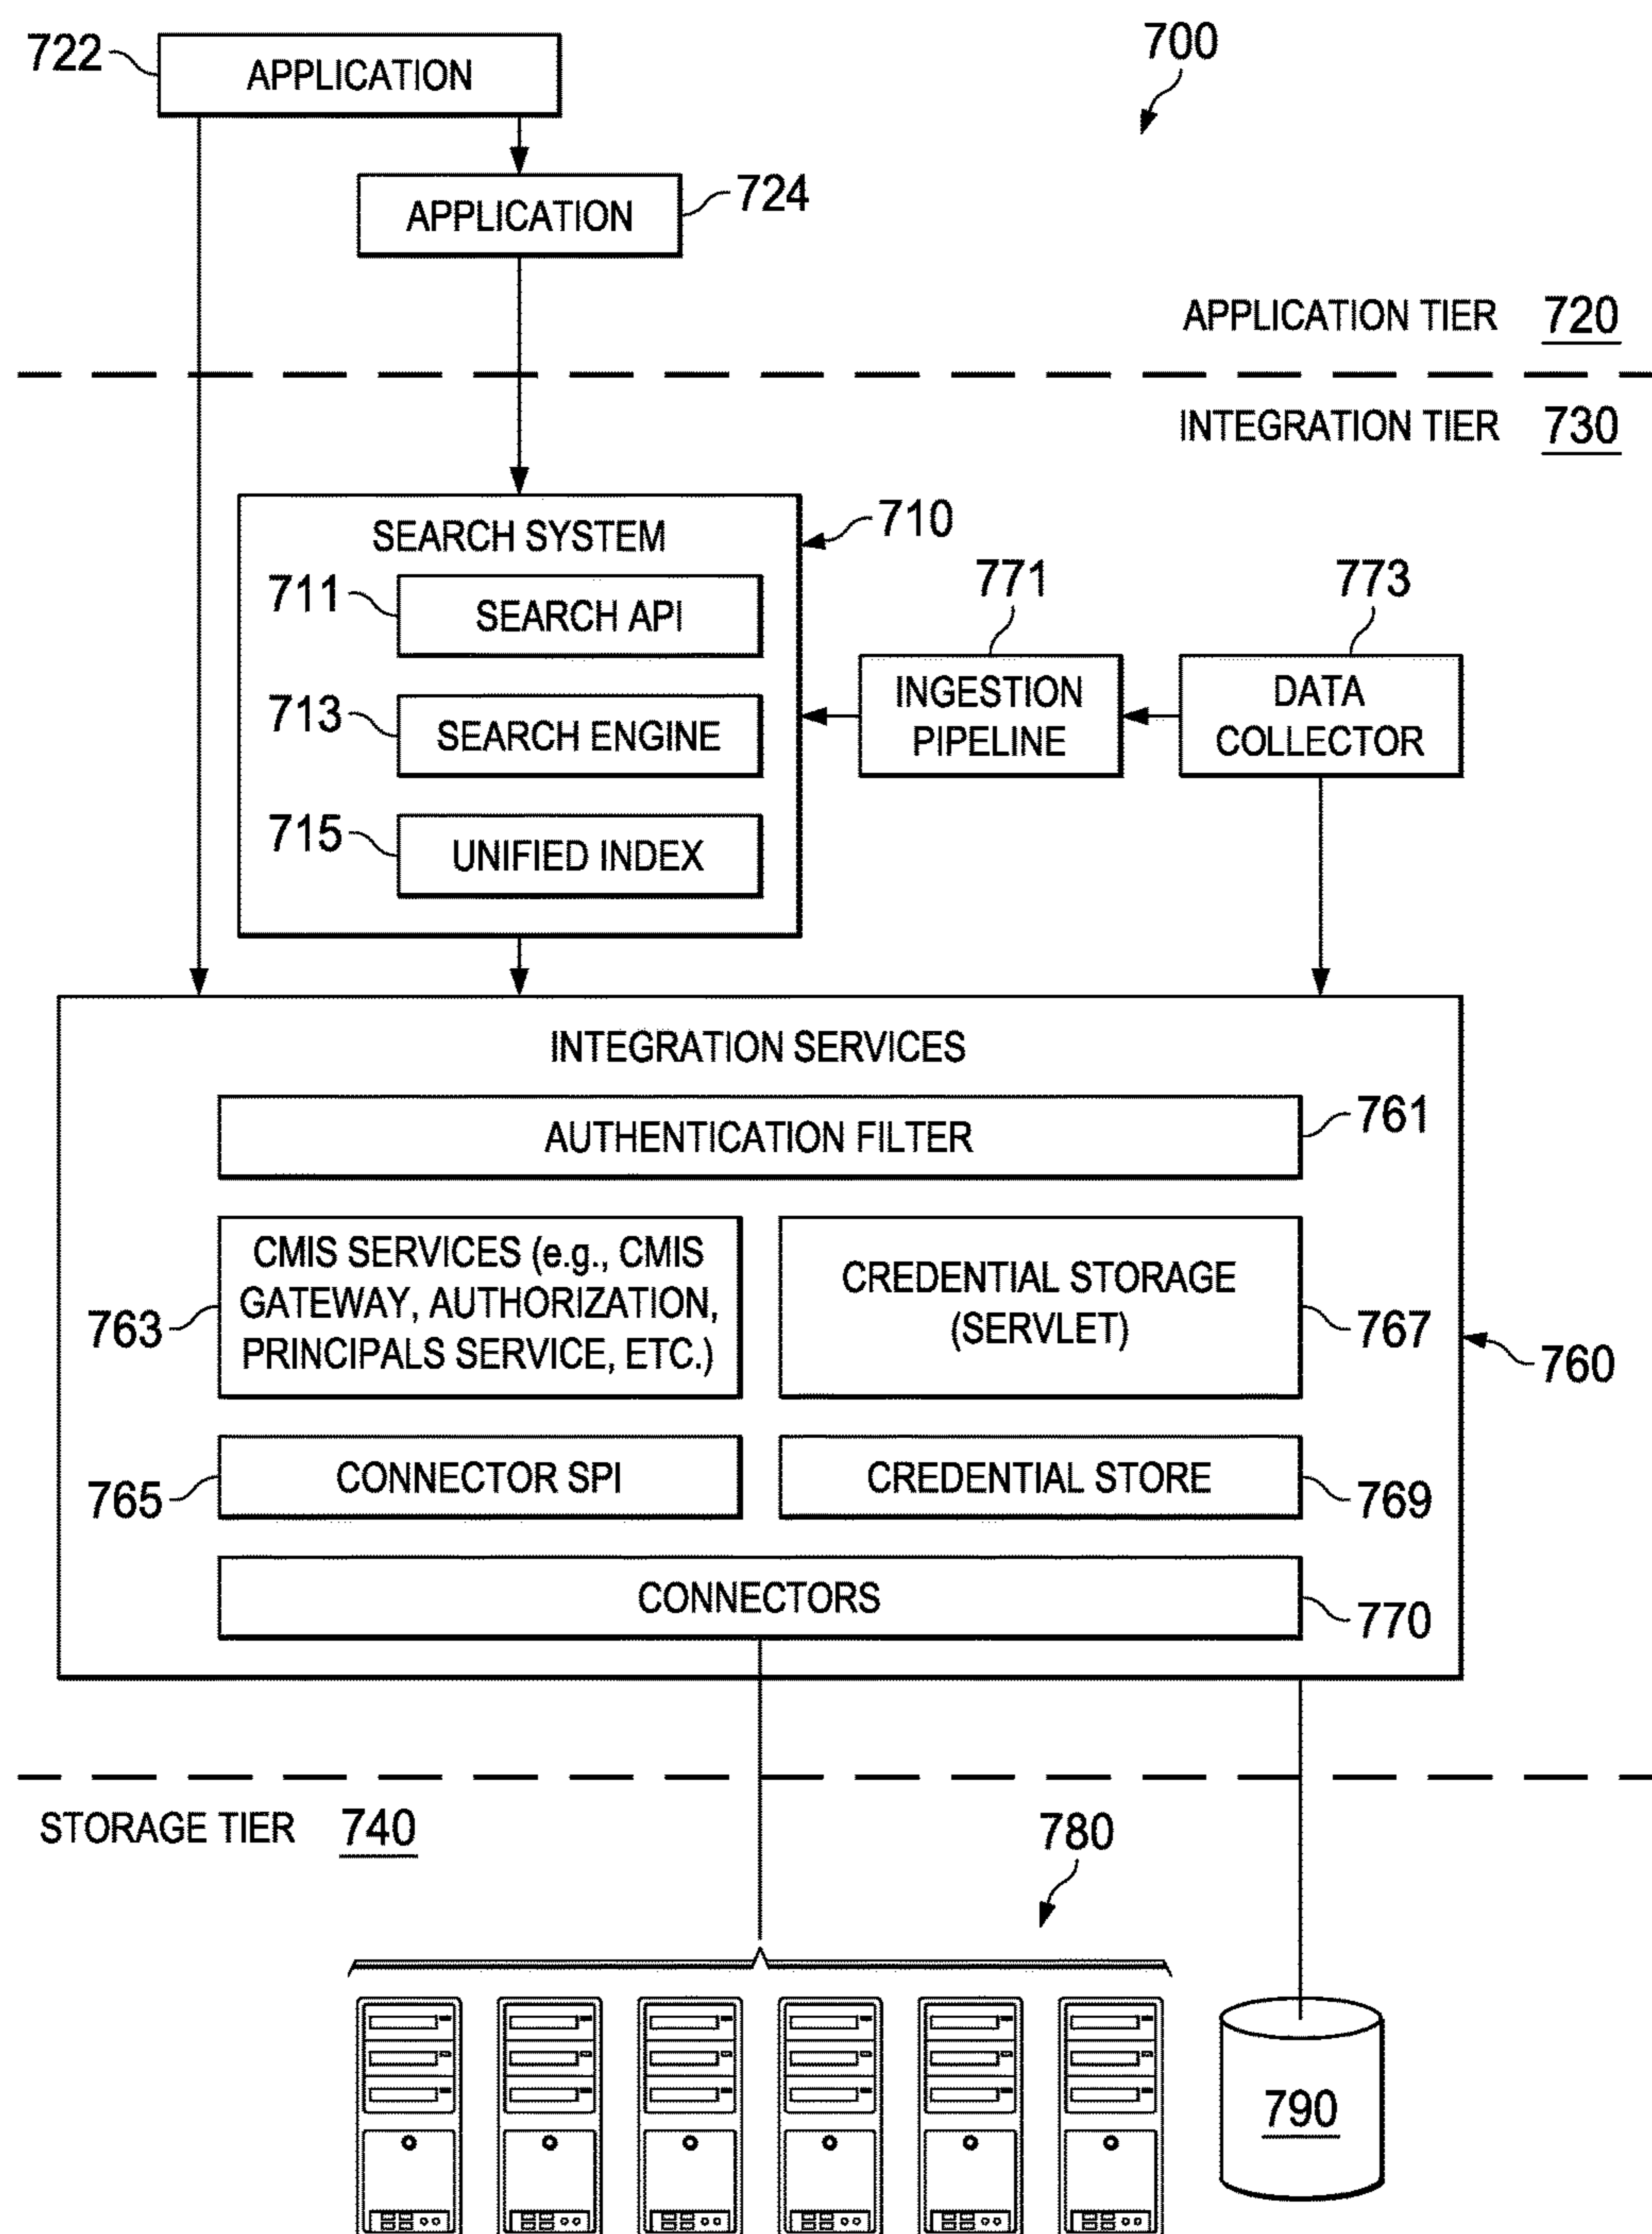 722
APPLICATION
700
APPLICATION
724
APPLICATION TIER 720
INTEGRATION TIER 730
SEARCH SYSTEM
710
711
SEARCH API
771
773
713
SEARCH ENGINE
INGESTION
PIPELINE
DATA
COLLECTOR
715
UNIFIED INDEX
INTEGRATION SERVICES
AUTHENTICATION FILTER
761
763
CMIS SERVICES (e.g., CMIS
GATEWAY, AUTHORIZATION,
PRINCIPALS SERVICE, ETC.)
CREDENTIAL STORAGE
(SERVLET)
767
760
765
CONNECTOR SPI
CREDENTIAL STORE
769
CONNECTORS
770
STORAGE TIER 740
780
790